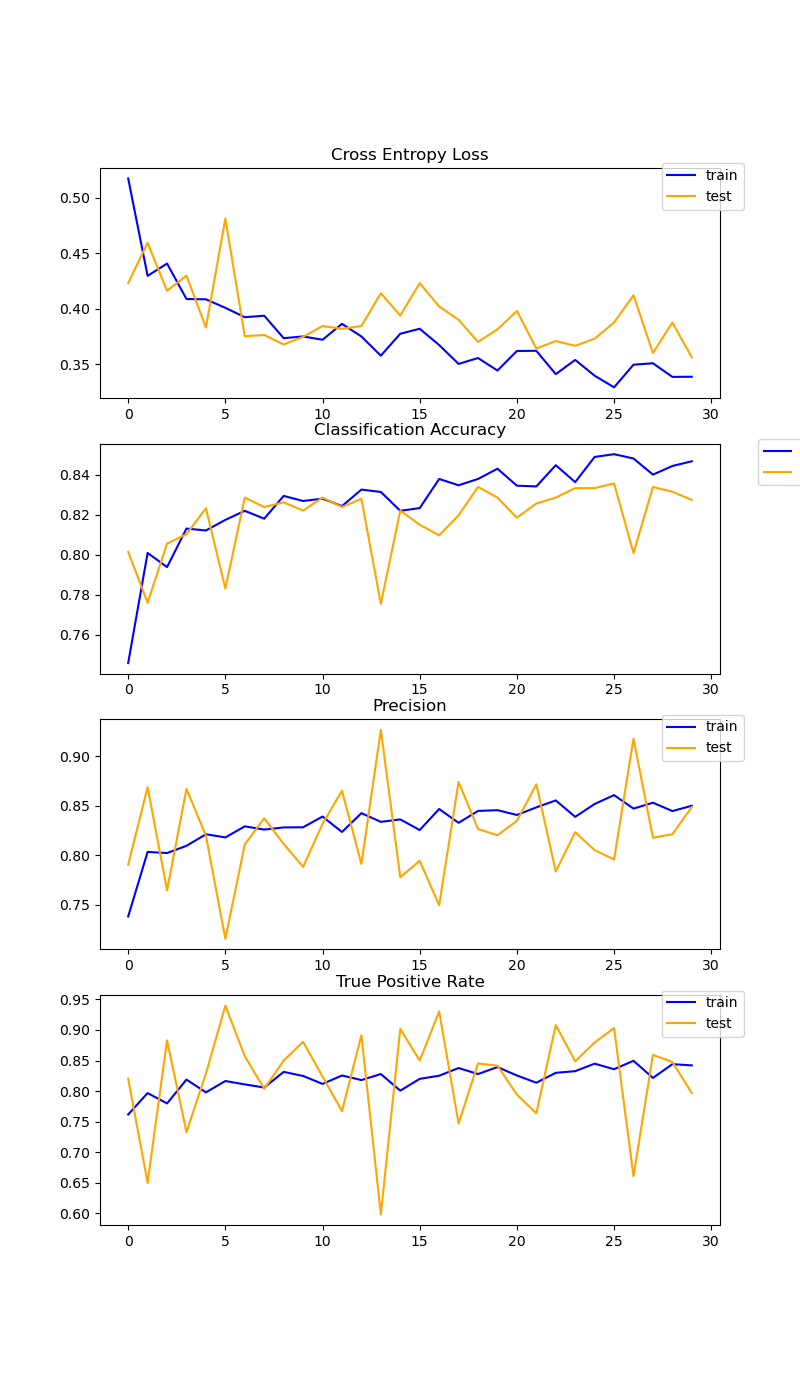 Cross Entropy Loss
train
test
0.50
0.45
0.40
0.35
0 5 10 15 20 25 30
Classification Accuracy
0.84
0.82
0.80
0.78
0.76
0 5 10 15 20 25 30
Precision
train
test
0.90
0.85
0.80
0.75
0 5 10 15 20 25 30
True Positive Rate
train
test
0.95
0.90
0.85
0.80
0.75
0.70
0.65
0.60
0 5 10 15 20 25 30